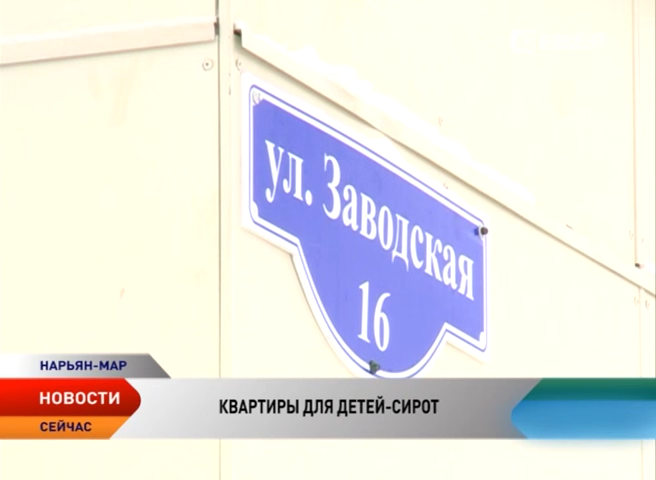 ул. Заводская
16
НАРЬЯН-МАР
НОВОСТИ
СЕЙЧАС
КВАРТИРЫ ДЛЯ ДЕТЕЙ-СИРОТ